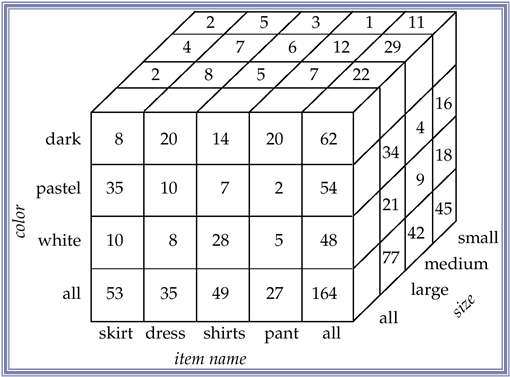 2 5 3 1 11
4 7 6 12 29
2 8 5 7 22
dark 8 20 14 20 62 34 4 16
pastel 35 10 7 2 54 21 9 18
white 10 8 28 5 48 77 42 45
all 53 35 49 27 164
skirt dress shirts pant all
item name
color
all
large
medium
small
size